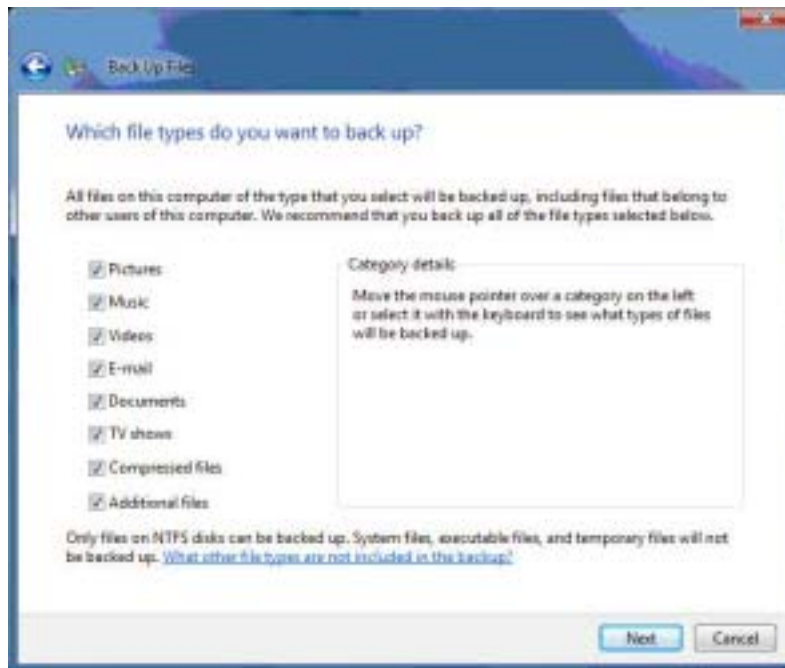 Back Up Files
Which file types do you want to back up?
All files on this computer of the type that you select will be backed up, including files that belong to
other users of this computer. We recommend that you back up all of the file types selected below.
Pictures
Music
Videos
E-mail
Documents
TV shows
Compressed files
Additional files
Category details
Move the mouse pointer over a category on the left
or select it with the keyboard to see what types of files
will be backed up.
Only files on NTFS disks can be backed up. System files, executable files, and temporary files will not
be backed up. What other file types are not included in the backup?
Next
Cancel